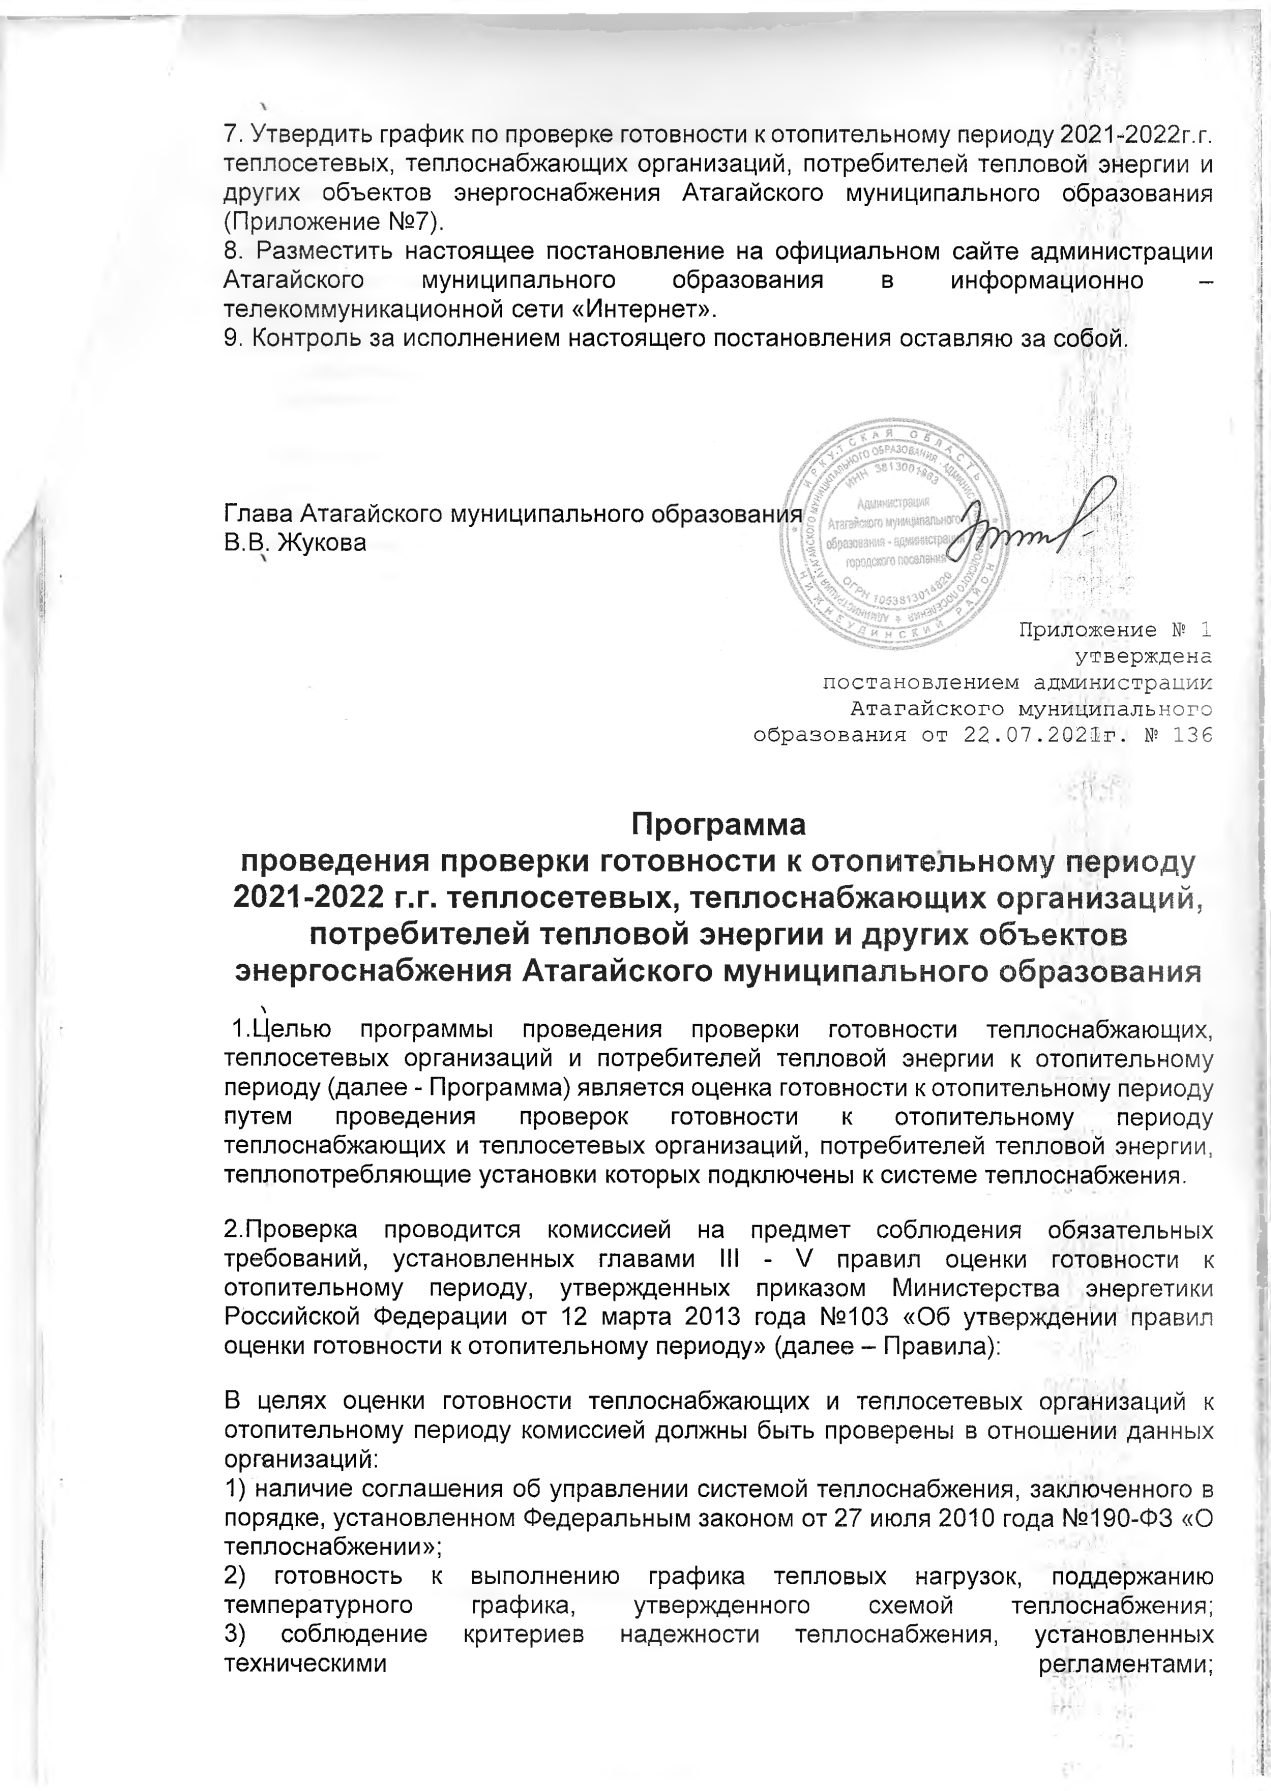 7. Утвердить график по проверке готовности к отопительному периоду 2021-2022г.г.
теплосетевых, теплоснабжающих организаций, потребителей тепловой энергии и
других объектов энергоснабжения Атагайского муниципального образования
(Приложение №7).
8. Разместить настоящее постановление на официальном сайте администрации
Атагайского муниципального образования в информационно –
телекоммуникационной сети «Интернет».
9. Контроль за исполнением настоящего постановления оставляю за собой.
Глава Атагайского муниципального образования
В.В. Жукова
ИРКУТСКАЯ ОБЛАСТЬ
НИЖНЕУДИНСКИЙ РАЙОН
Администрация
Атагайского муниципального
образования - администрация
городского поселения
ОГРН 1053813014820
Приложение № 1
утверждена
постановлением администрации
Атагайского муниципального
образования от 22.07.2021г. № 136
Программа
проведения проверки готовности к отопительному периоду
2021-2022 г.г. теплосетевых, теплоснабжающих организаций,
потребителей тепловой энергии и других объектов
энергоснабжения Атагайского муниципального образования
1.Целью программы проведения проверки готовности теплоснабжающих,
теплосетевых организаций и потребителей тепловой энергии к отопительному
периоду (далее - Программа) является оценка готовности к отопительному периоду
путем проведения проверок готовности к отопительному периоду
теплоснабжающих и теплосетевых организаций, потребителей тепловой энергии,
теплопотребляющие установки которых подключены к системе теплоснабжения.
2.Проверка проводится комиссией на предмет соблюдения обязательных
требований, установленных главами III - V правил оценки готовности к
отопительному периоду, утвержденных приказом Министерства энергетики
Российской Федерации от 12 марта 2013 года №103 «Об утверждении правил
оценки готовности к отопительному периоду» (далее – Правила):
В целях оценки готовности теплоснабжающих и теплосетевых организаций к
отопительному периоду комиссией должны быть проверены в отношении данных
организаций:
1) наличие соглашения об управлении системой теплоснабжения, заключенного в
порядке, установленном Федеральным законом от 27 июля 2010 года №190-ФЗ «О
теплоснабжении»;
2) готовность к выполнению графика тепловых нагрузок, поддержанию
температурного графика, утвержденного схемой теплоснабжения;
3) соблюдение критериев надежности теплоснабжения, установленных
техническими регламентами;